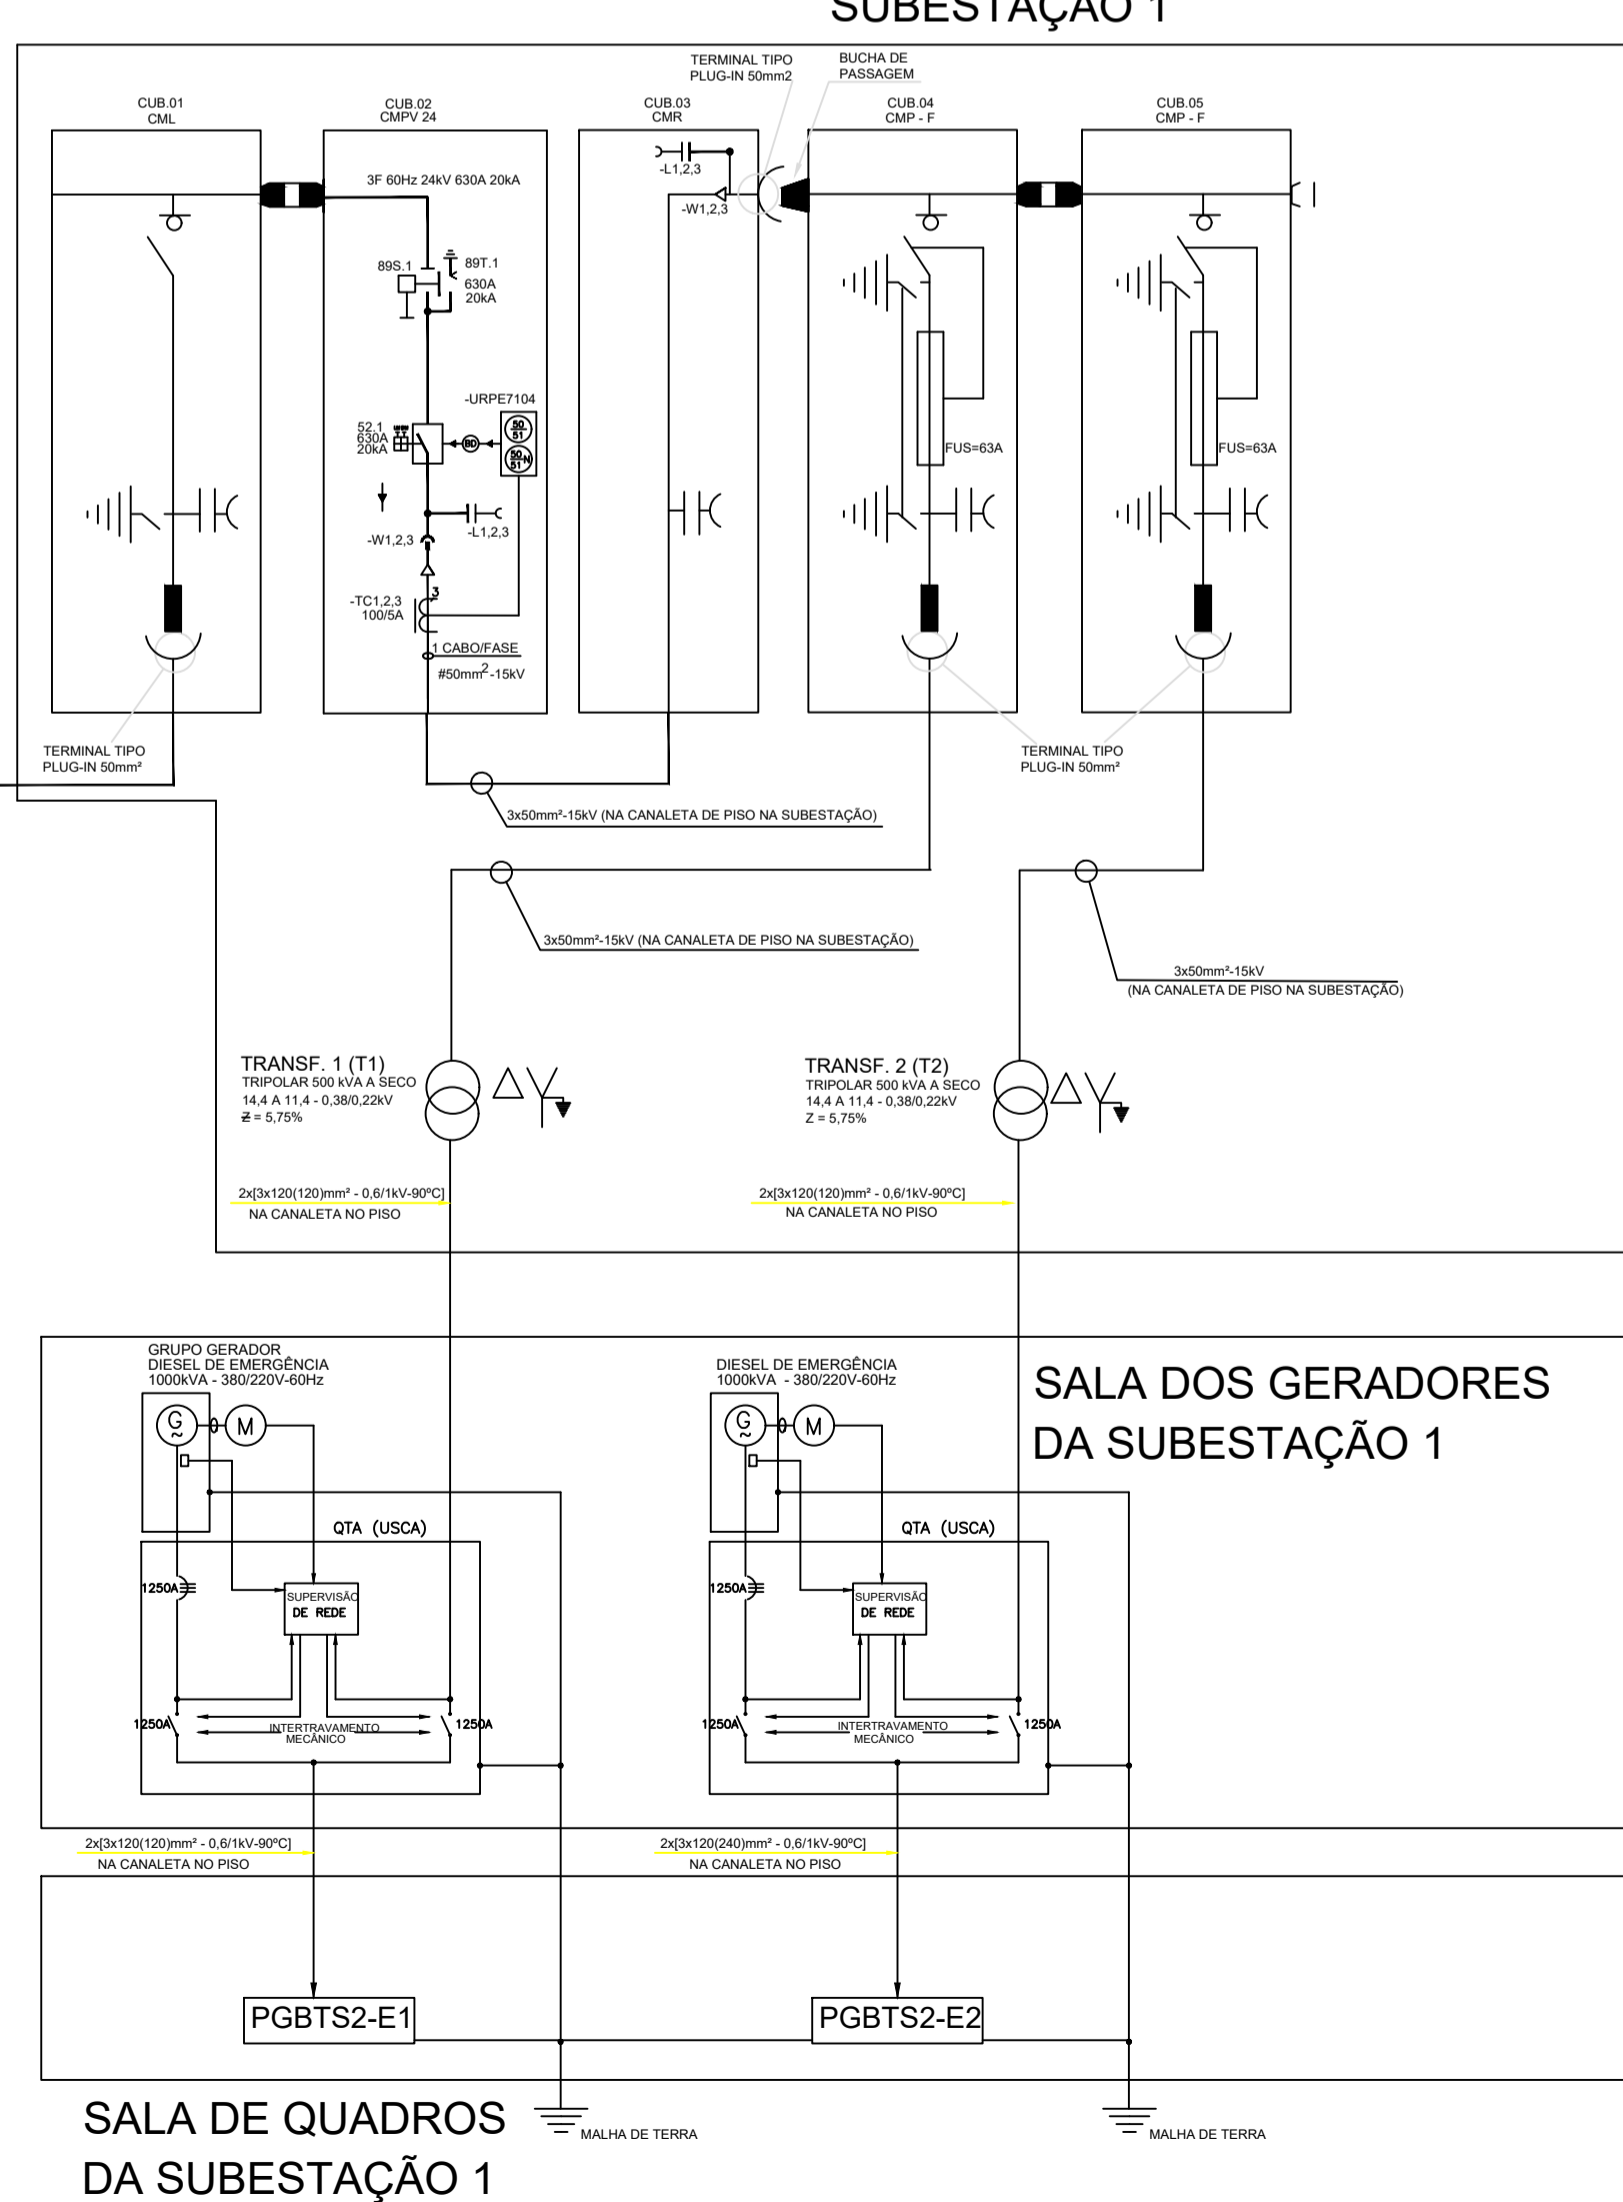 SUBESTAÇÃO 1
TERMINAL TIPO
PLUG-IN 50mm2
BUCHA DE
PASSAGEM
CUB.01
CML
CUB.02
CMPV 24
CUB.03
CMR
CUB.04
CMP - F
CUB.05
CMP - F
3F 60Hz 24kV 630A 20kA
-L1,2,3
-W1,2,3
89S.1
89T.1
630A
20kA
-URPE7104
50
51
50
51
N
52.1
630A
20kA
BD
FUS=63A
FUS=63A
-W1,2,3
-L1,2,3
3
-TC1,2,3
100/5A
1 CABO/FASE
#50mm2-15kV
TERMINAL TIPO
PLUG-IN 50mm²
TERMINAL TIPO
PLUG-IN 50mm²
3x50mm²-15kV (NA CANALETA DE PISO NA SUBESTAÇÃO)
3x50mm²-15kV (NA CANALETA DE PISO NA SUBESTAÇÃO)
3x50mm²-15kV
(NA CANALETA DE PISO NA SUBESTAÇÃO)
TRANSF. 1 (T1)
TRIPOLAR 500 kVA A SECO
14,4 A 11,4 - 0,38/0,22kV
Z = 5,75%
TRANSF. 2 (T2)
TRIPOLAR 500 kVA A SECO
14,4 A 11,4 - 0,38/0,22kV
Z = 5,75%
2x[3x120(120)mm² - 0,6/1kV-90ºC]
NA CANALETA NO PISO
2x[3x120(120)mm² - 0,6/1kV-90ºC]
NA CANALETA NO PISO
GRUPO GERADOR
DIESEL DE EMERGÊNCIA
1000kVA - 380/220V-60Hz
DIESEL DE EMERGÊNCIA
1000kVA - 380/220V-60Hz
SALA DOS GERADORES
DA SUBESTAÇÃO 1
G
~
M
G
~
M
QTA (USCA)
QTA (USCA)
1250A
SUPERVISÃO
DE REDE
1250A
SUPERVISÃO
DE REDE
1250A
INTERTRAVAMENTO
MECÂNICO
1250A
1250A
INTERTRAVAMENTO
MECÂNICO
1250A
2x[3x120(120)mm² - 0,6/1kV-90ºC]
NA CANALETA NO PISO
2x[3x120(240)mm² - 0,6/1kV-90ºC]
NA CANALETA NO PISO
PGBTS2-E1
PGBTS2-E2
SALA DE QUADROS
DA SUBESTAÇÃO 1
MALHA DE TERRA
MALHA DE TERRA